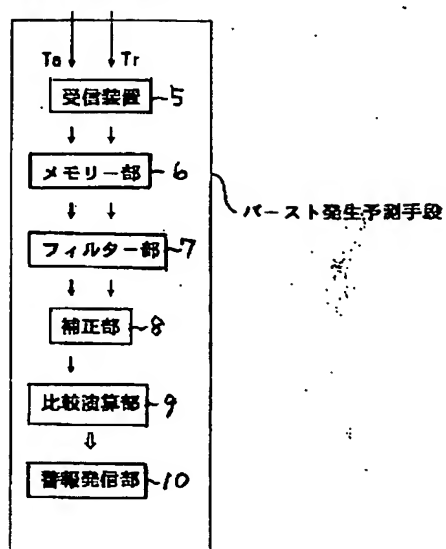 Ta Tr
受信装置 5
メモリー部 6
バースト発生予測手段
フィルター部 7
補正部 8
比較演算部 9
警報発信部 10